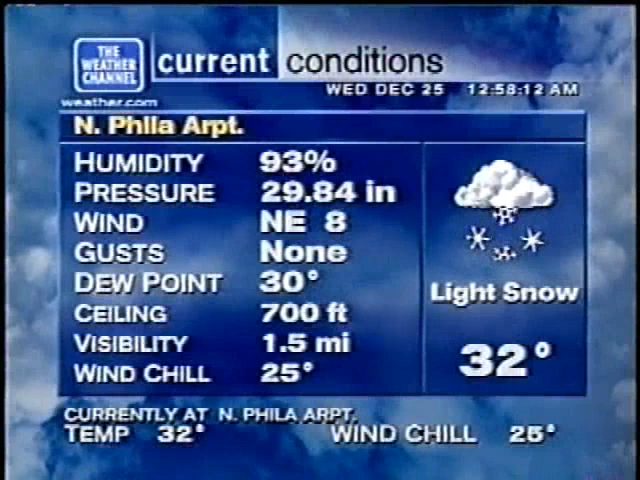 THE
WEATHER
CHANNEL
weather.com
current conditions
WED DEC 25 12:58:12 AM
N. Phila Arpt.
HUMIDITY 93%
PRESSURE 29.84 in
WIND NE 8
GUSTS None
DEW POINT 30°
CEILING 700 ft
VISIBILITY 1.5 mi
WIND CHILL 25°
Light Snow
32°
CURRENTLY AT N. PHILA ARPT.
TEMP 32° WIND CHILL 25°